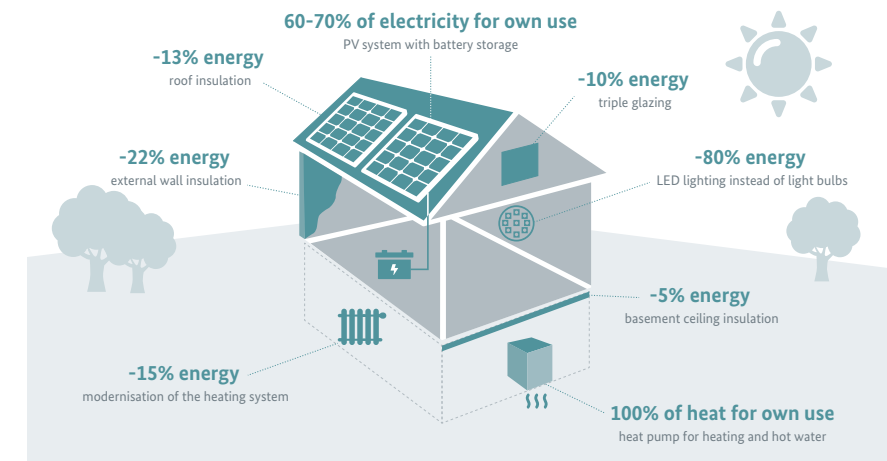 60-70% of electricity for own use
PV system with battery storage
-13% energy
roof insulation
-10% energy
triple glazing
-22% energy
external wall insulation
-80% energy
LED lighting instead of light bulbs
-5% energy
basement ceiling insulation
-15% energy
modernisation of the heating system
100% of heat for own use
heat pump for heating and hot water